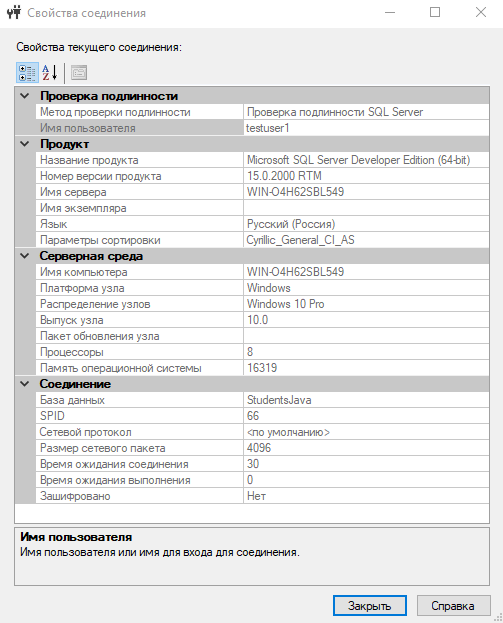 Свойства соединения
Свойства текущего соединения:
Проверка подлинности
Метод проверки подлинности Проверка подлинности SQL Server
Имя пользователя testuser1
Продукт
Название продукта Microsoft SQL Server Developer Edition (64-bit)
Номер версии продукта 15.0.2000 RTM
Имя сервера WIN-O4H62SBL549
Имя экземпляра
Язык Русский (Россия)
Параметры сортировки Cyrillic_General_CI_AS
Серверная среда
Имя компьютера WIN-O4H62SBL549
Платформа узла Windows
Распределение узлов Windows 10 Pro
Выпуск узла 10.0
Пакет обновления узла
Процессоры 8
Память операционной системы 16319
Соединение
База данных StudentsJava
SPID 66
Сетевой протокол <по умолчанию>
Размер сетевого пакета 4096
Время ожидания соединения 30
Время ожидания выполнения 0
Зашифровано Нет
Имя пользователя
Имя пользователя или имя для входа для соединения.
Закрыть Справка